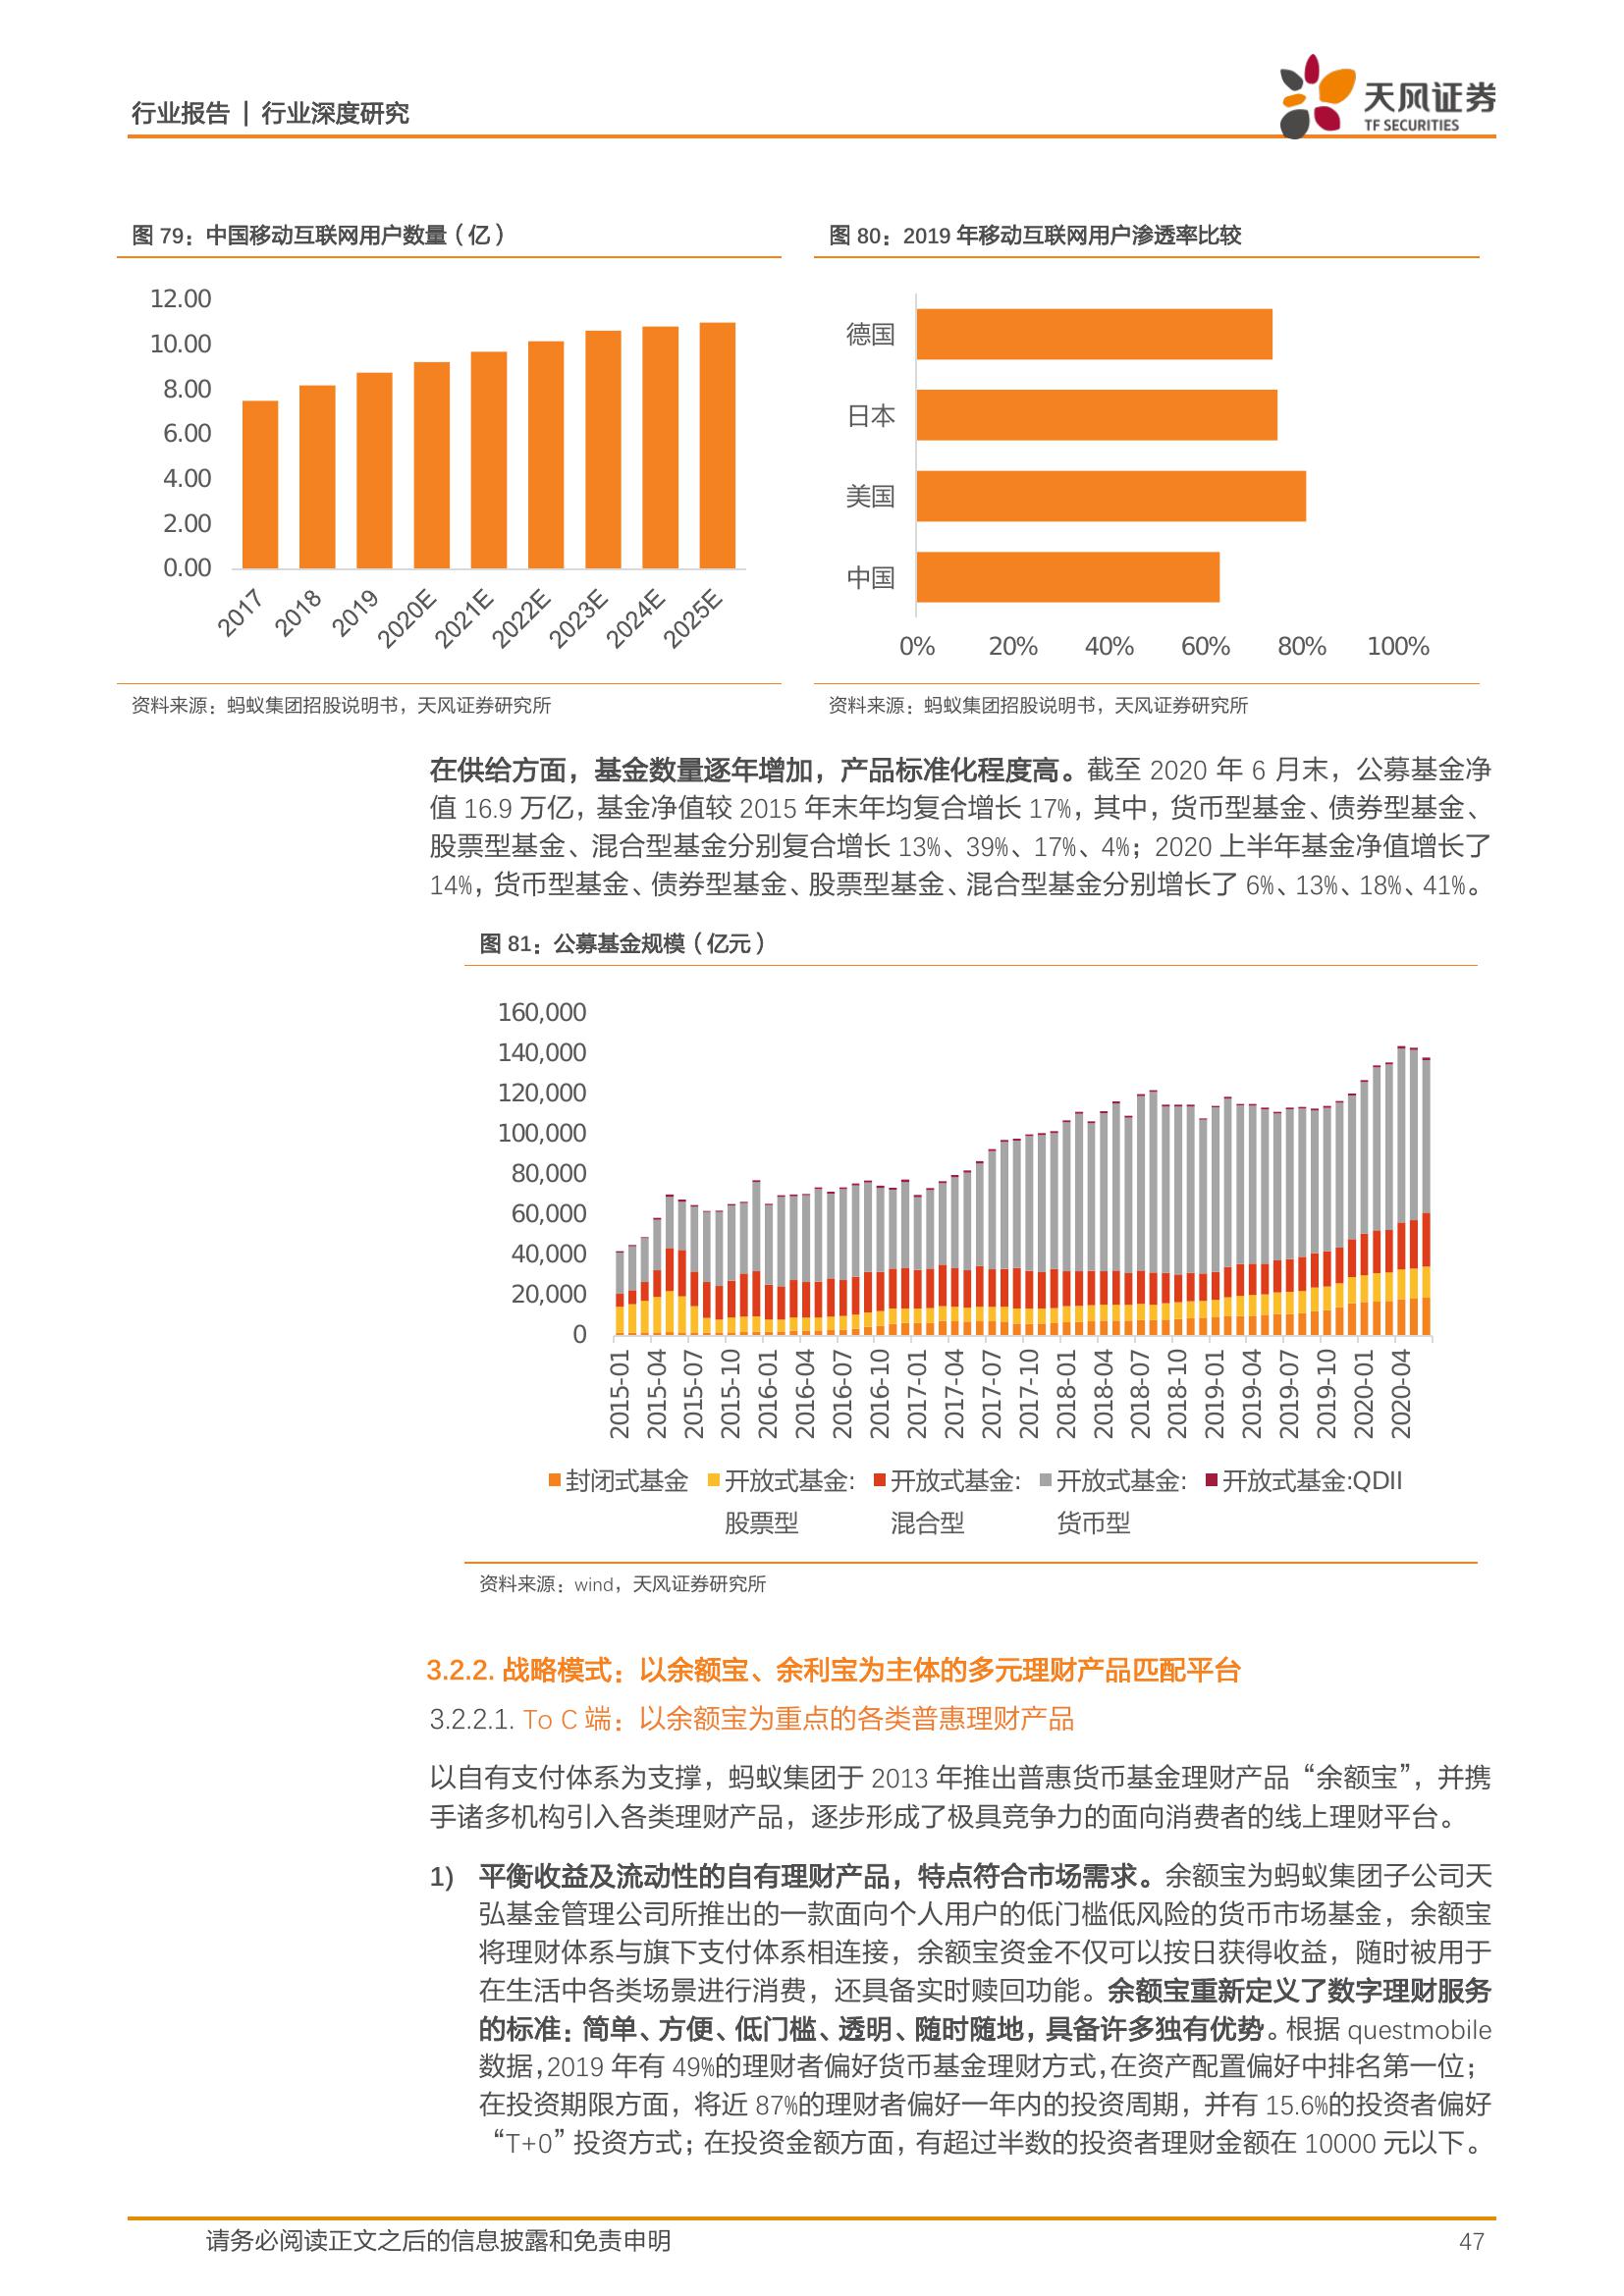 行业报告 | 行业深度研究
天风证券
TF SECURITIES
图 79：中国移动互联网用户数量（亿）
12.00
10.00
8.00
6.00
4.00
2.00
0.00
2017
2018
2019
2020E
2021E
2022E
2023E
2024E
2025E
资料来源：蚂蚁集团招股说明书，天风证券研究所
图 80：2019 年移动互联网用户渗透率比较
德国
日本
美国
中国
0% 20% 40% 60% 80% 100%
资料来源：蚂蚁集团招股说明书，天风证券研究所
在供给方面，基金数量逐年增加，产品标准化程度高。截至 2020 年 6 月末，公募基金净
值 16.9 万亿，基金净值较 2015 年末年均复合增长 17%，其中，货币型基金、债券型基金、
股票型基金、混合型基金分别复合增长 13%、39%、17%、4%；2020 上半年基金净值增长了
14%，货币型基金、债券型基金、股票型基金、混合型基金分别增长了 6%、13%、18%、41%。
图 81：公募基金规模（亿元）
160,000
140,000
120,000
100,000
80,000
60,000
40,000
20,000
0
2015-01
2015-04
2015-07
2015-10
2016-01
2016-04
2016-07
2016-10
2017-01
2017-04
2017-07
2017-10
2018-01
2018-04
2018-07
2018-10
2019-01
2019-04
2019-07
2019-10
2020-01
2020-04
封闭式基金 开放式基金: 开放式基金: 开放式基金: 开放式基金:QDII
股票型 混合型 货币型
资料来源：wind，天风证券研究所
3.2.2. 战略模式：以余额宝、余利宝为主体的多元理财产品匹配平台
3.2.2.1. To C 端：以余额宝为重点的各类普惠理财产品
以自有支付体系为支撑，蚂蚁集团于 2013 年推出普惠货币基金理财产品“余额宝”，并携
手诸多机构引入各类理财产品，逐步形成了极具竞争力的面向消费者的线上理财平台。
1) 平衡收益及流动性的自有理财产品，特点符合市场需求。余额宝为蚂蚁集团子公司天
弘基金管理公司所推出的一款面向个人用户的低门槛低风险的货币市场基金，余额宝
将理财体系与旗下支付体系相连接，余额宝资金不仅可以按日获得收益，随时被用于
在生活中各类场景进行消费，还具备实时赎回功能。余额宝重新定义了数字理财服务
的标准：简单、方便、低门槛、透明、随时随地，具备许多独有优势。根据 questmobile
数据，2019 年有 49%的理财者偏好货币基金理财方式，在资产配置偏好中排名第一位；
在投资期限方面，将近 87%的理财者偏好一年内的投资周期，并有 15.6%的投资者偏好
“T+0”投资方式；在投资金额方面，有超过半数的投资者理财金额在 10000 元以下。
请务必阅读正文之后的信息披露和免责申明
47